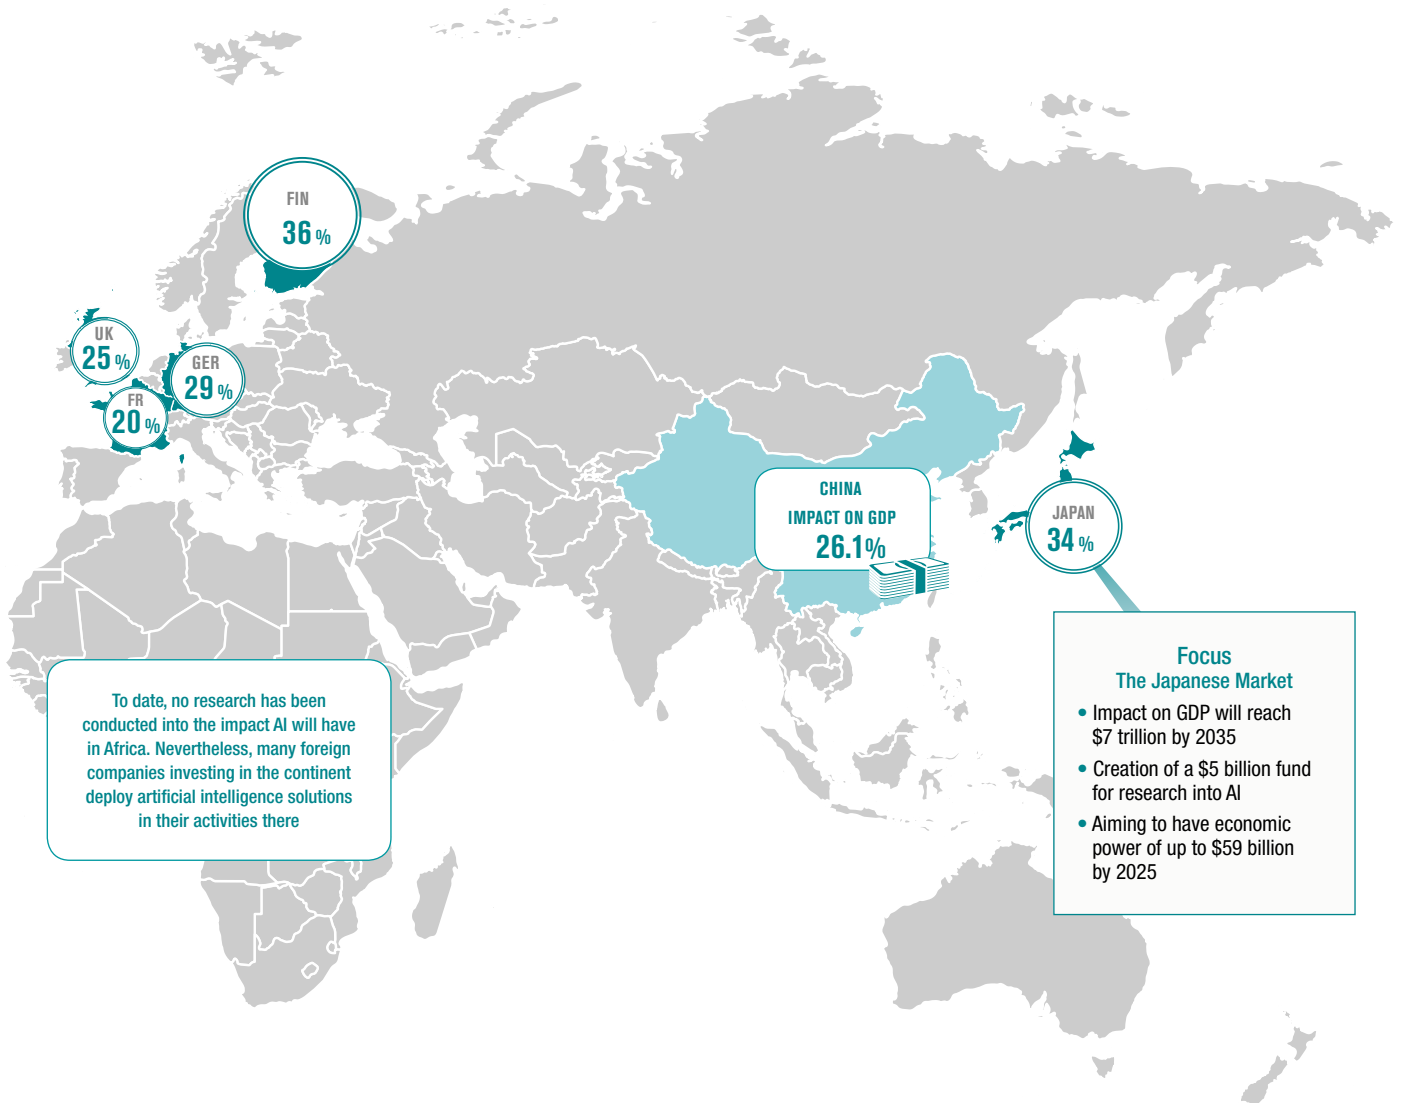 FIN
36 %
UK
25 %
GER
29 %
FR
20 %
CHINA
IMPACT ON GDP
26.1%
JAPAN
34 %
To date, no research has been
conducted into the impact AI will have
in Africa. Nevertheless, many foreign
companies investing in the continent
deploy artificial intelligence solutions
in their activities there
Focus
The Japanese Market
• Impact on GDP will reach
$7 trillion by 2035
• Creation of a $5 billion fund
for research into AI
• Aiming to have economic
power of up to $59 billion
by 2025